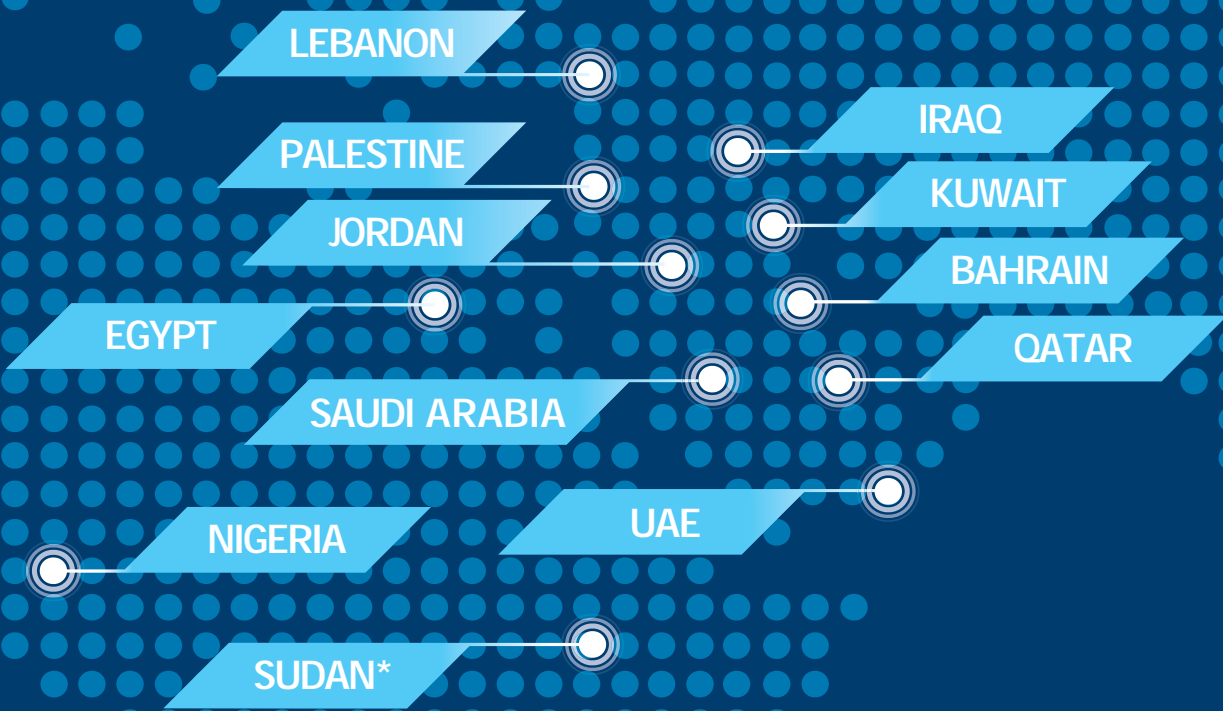 LEBANON
IRAQ
PALESTINE
KUWAIT
JORDAN
BAHRAIN
EGYPT
QATAR
SAUDI ARABIA
UAE
NIGERIA
SUDAN*